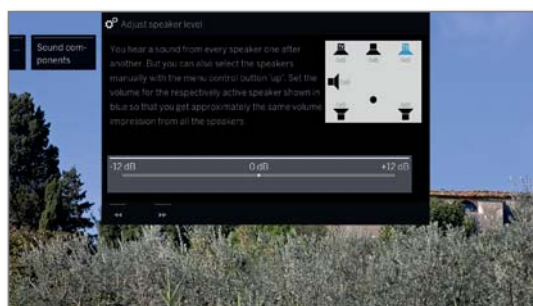 Adjust speaker level
...
Sound com-
ponents
You hear a sound from every speaker one after
another. But you can also select the speakers
manually with the menu control button 'up'. Set the
volume for the respectively active speaker shown in
blue so that you get approximately the same volume
impression from all the speakers.
-12 dB 0 dB +12 dB